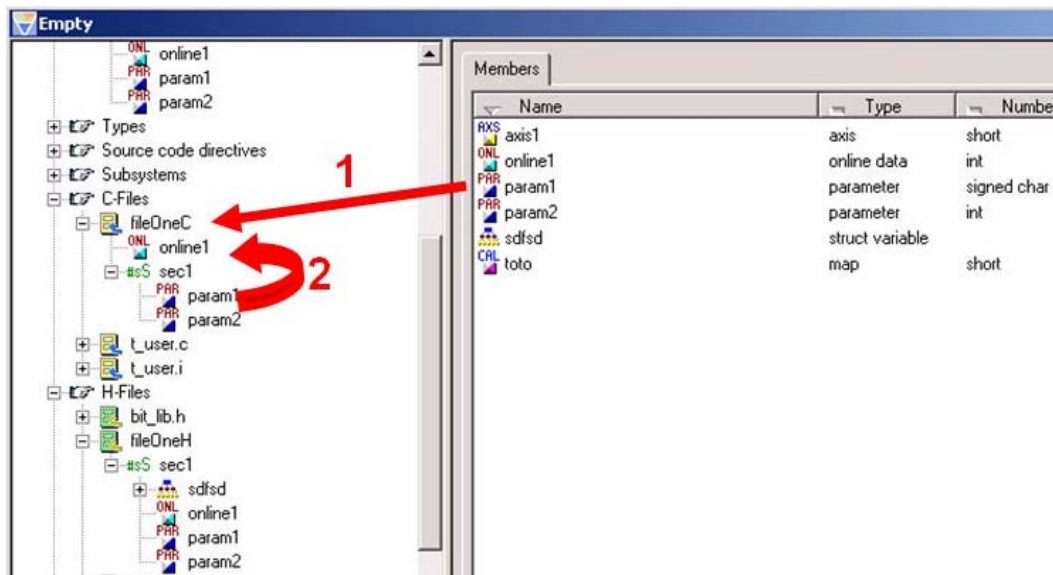 Empty
ONL online1
PAR param1
PAR param2
Types
Source code directives
Subsystems
C-Files
fileOneC
ONL online1
#sS sec1
PAR param1
PAR param2
t_user.c
t_user.i
H-Files
bit_lib.h
fileOneH
#sS sec1
sdfsd
ONL online1
PAR param1
PAR param2
1
2
Members
Name Type Numbe
AXS axis1 axis short
ONL online1 online data int
PAR param1 parameter signed char
PAR param2 parameter int
sdfsd struct variable
CAL toto map short